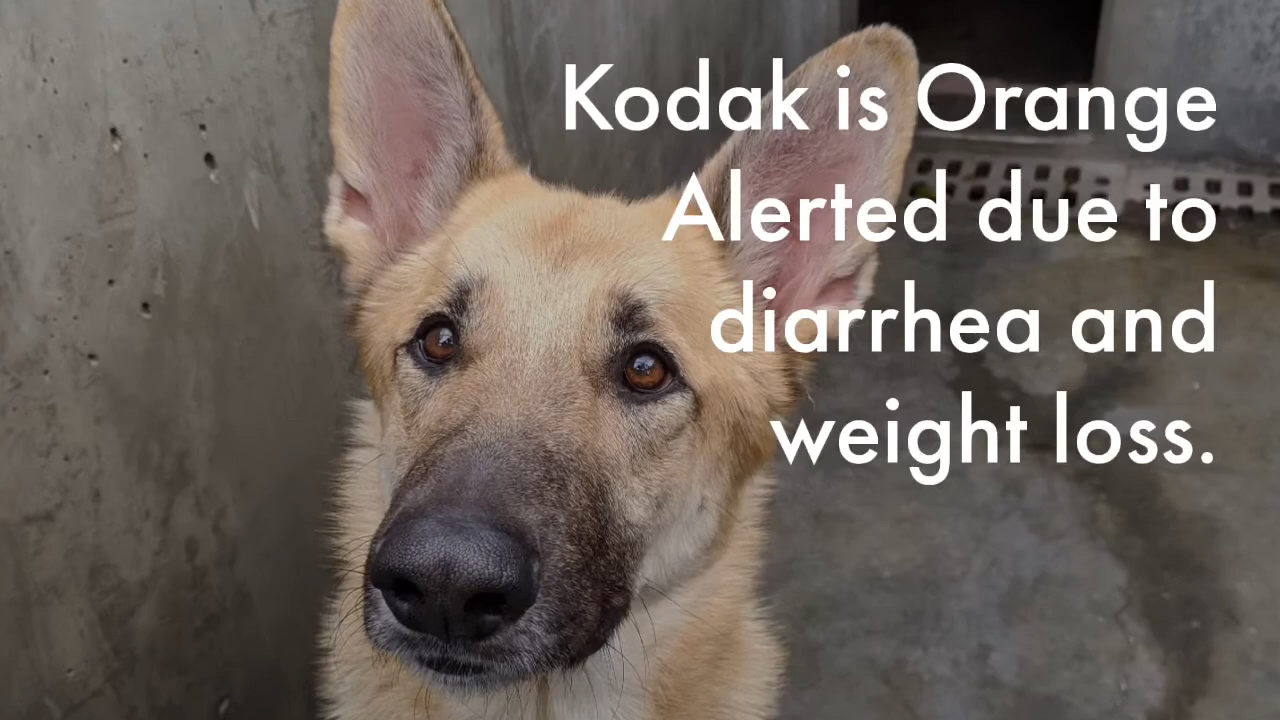 Kodak is Orange
Alerted due to
diarrhea and
weight loss.